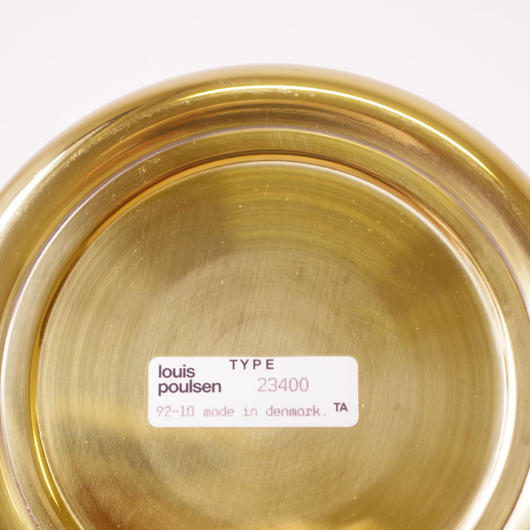 TYPE
louis
poulsen 23400
92-10 made in denmark. TA